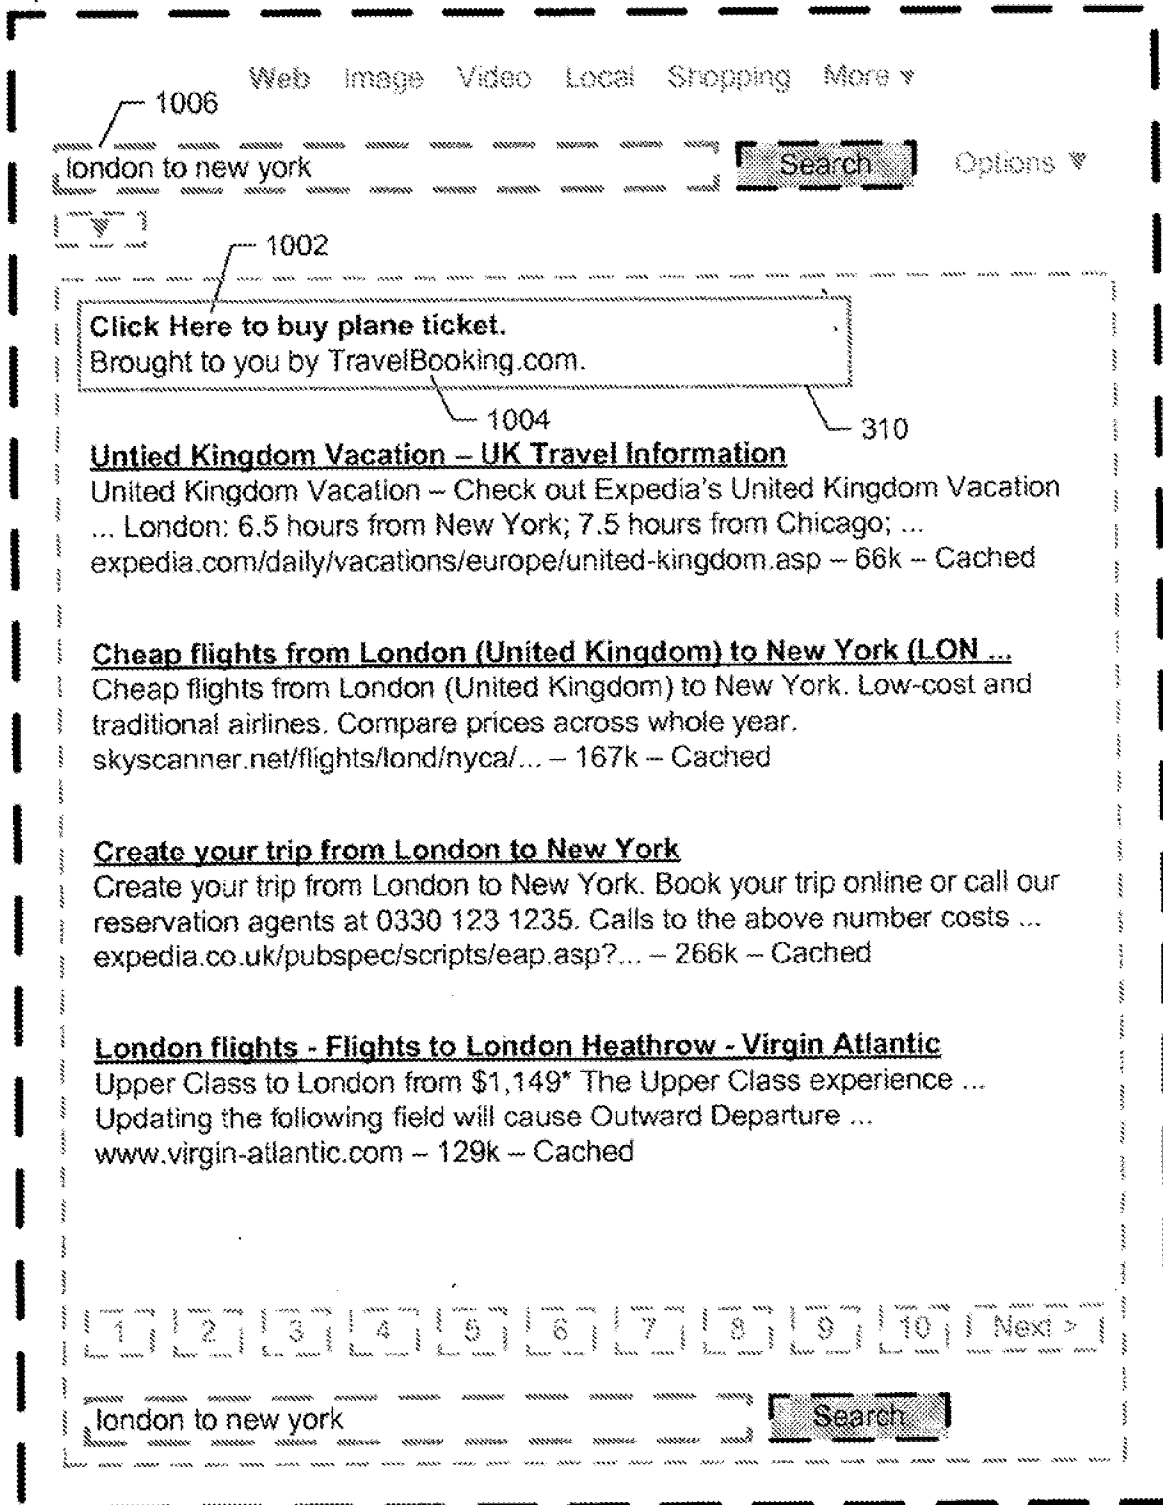 Web Image Video Local Shopping More ▼
1006
london to new york Search Options ▼
▼
1002
Click Here to buy plane ticket.
Brought to you by TravelBooking.com.
1004
310
Untied Kingdom Vacation – UK Travel Information
United Kingdom Vacation – Check out Expedia's United Kingdom Vacation
... London: 6.5 hours from New York; 7.5 hours from Chicago; ...
expedia.com/daily/vacations/europe/united-kingdom.asp – 66k – Cached
Cheap flights from London (United Kingdom) to New York (LON ...
Cheap flights from London (United Kingdom) to New York. Low-cost and
traditional airlines. Compare prices across whole year.
skyscanner.net/flights/lond/nyca/... – 167k – Cached
Create your trip from London to New York
Create your trip from London to New York. Book your trip online or call our
reservation agents at 0330 123 1235. Calls to the above number costs ...
expedia.co.uk/pubspec/scripts/eap.asp?... – 266k – Cached
London flights - Flights to London Heathrow - Virgin Atlantic
Upper Class to London from $1,149* The Upper Class experience ...
Updating the following field will cause Outward Departure ...
www.virgin-atlantic.com – 129k – Cached
1 2 3 4 5 6 7 8 9 10 Next >
london to new york Search